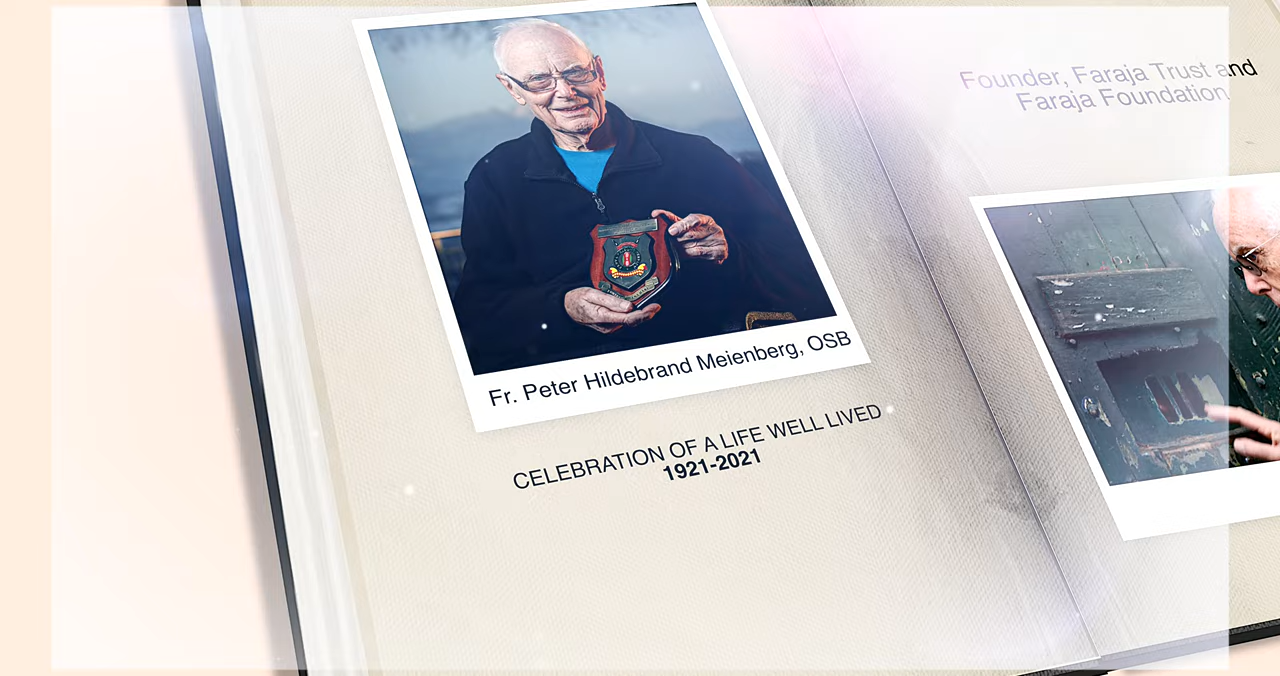 Fr. Peter Hildebrand Meienberg, OSB
CELEBRATION OF A LIFE WELL LIVED
1921-2021
Founder, Faraja Trust and
Faraja Foundation